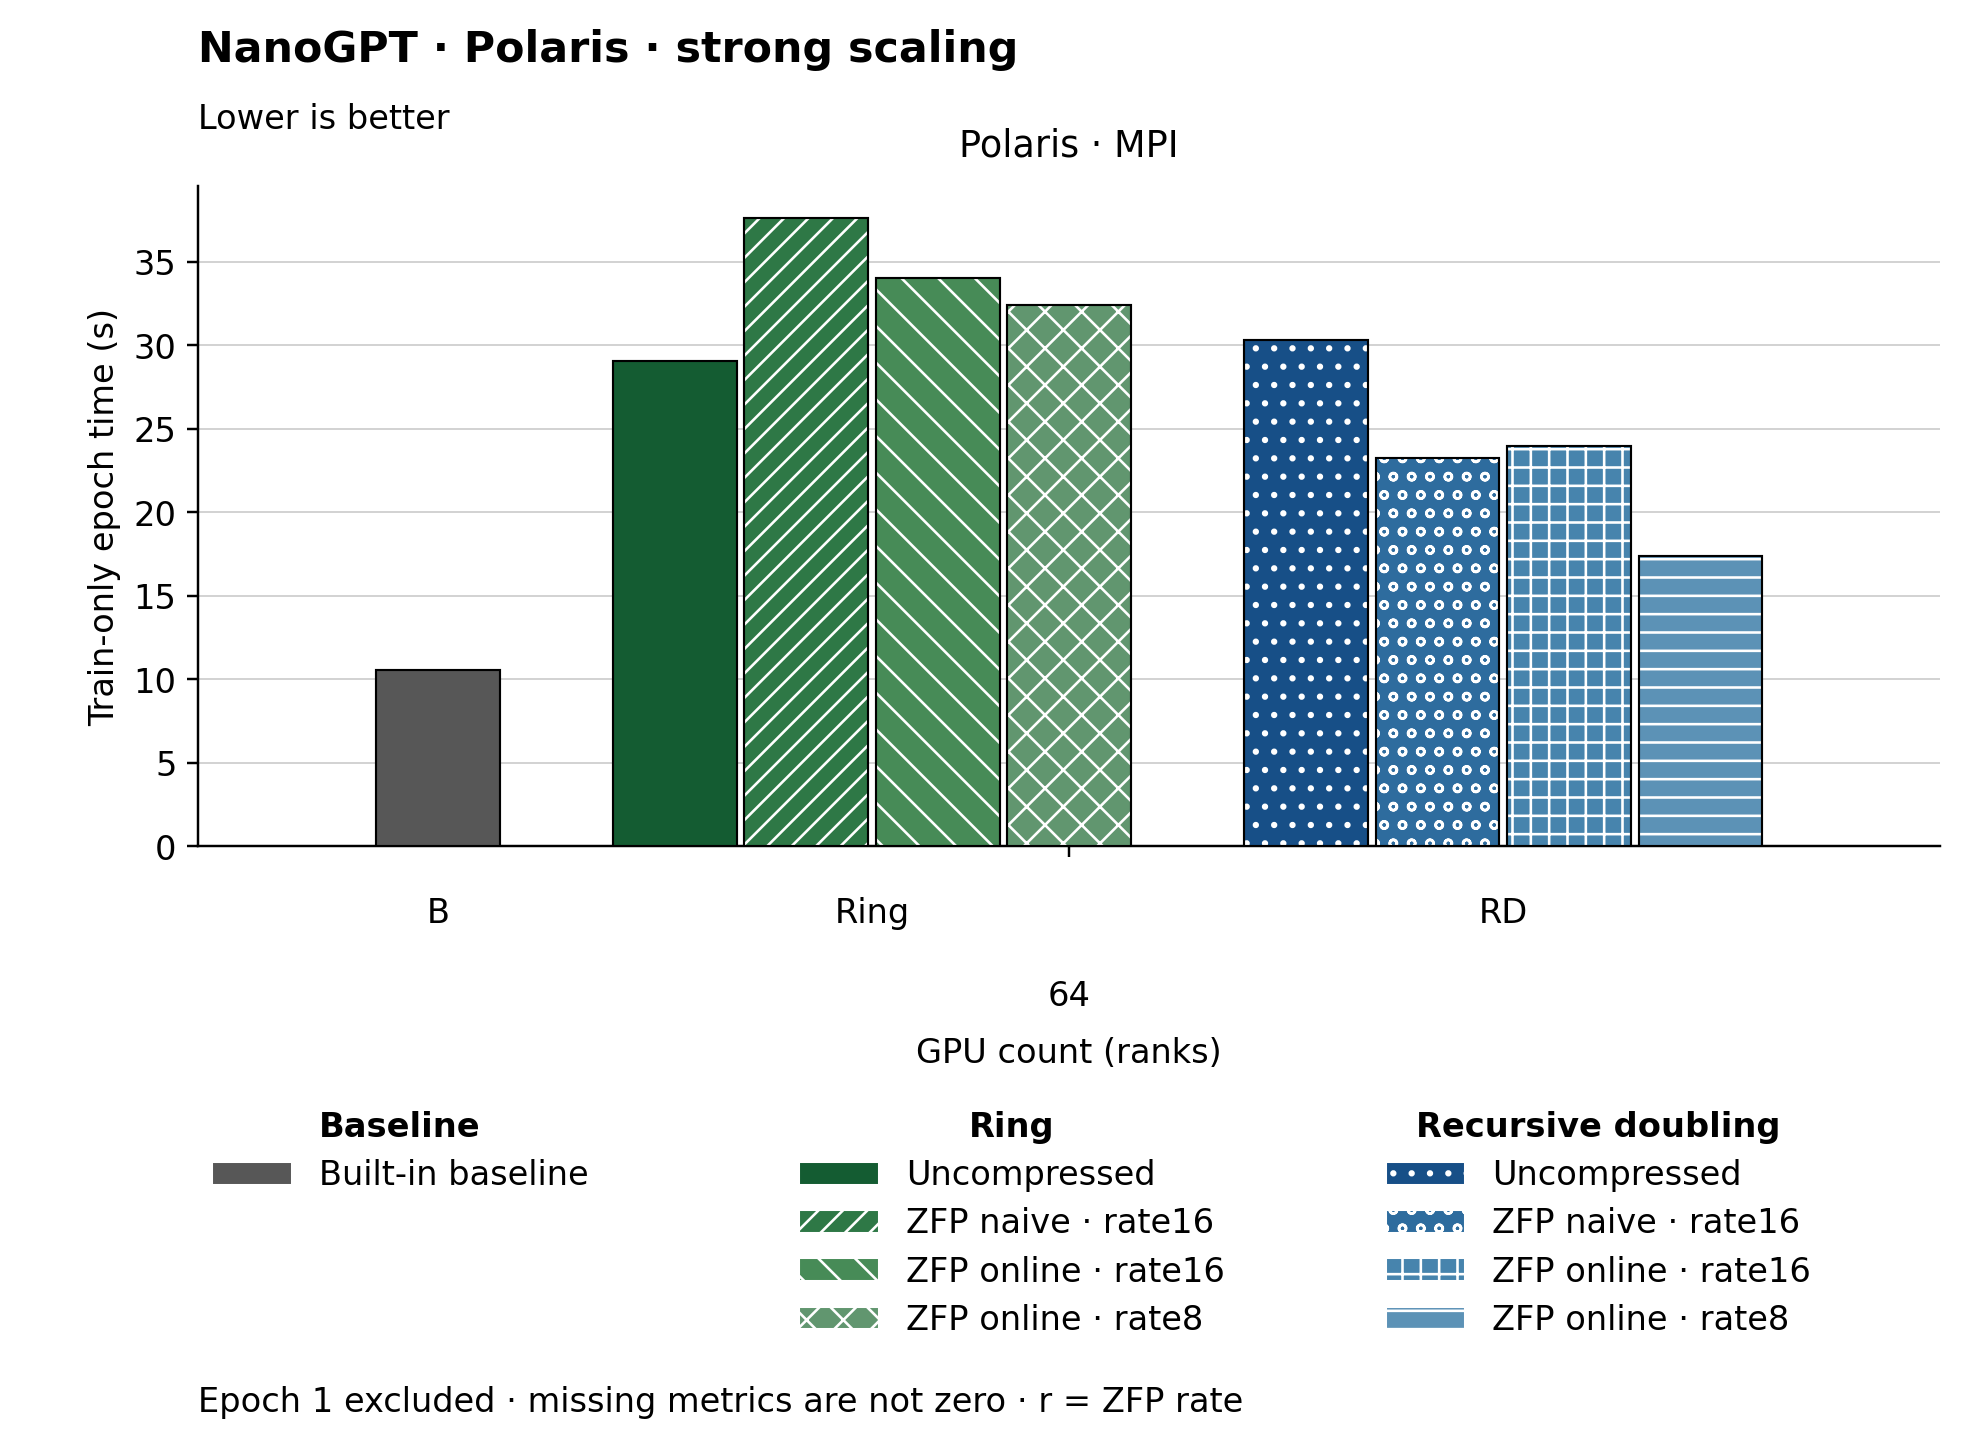 NanoGPT · Polaris · strong scaling
Lower is better
Polaris · MPI
Train-only epoch time (s)
35
30
25
20
15
10
5
0
B
Ring
RD
64
GPU count (ranks)
Baseline
Built-in baseline
Ring
Uncompressed
ZFP naive · rate16
ZFP online · rate16
ZFP online · rate8
Recursive doubling
Uncompressed
ZFP naive · rate16
ZFP online · rate16
ZFP online · rate8
Epoch 1 excluded · missing metrics are not zero · r = ZFP rate